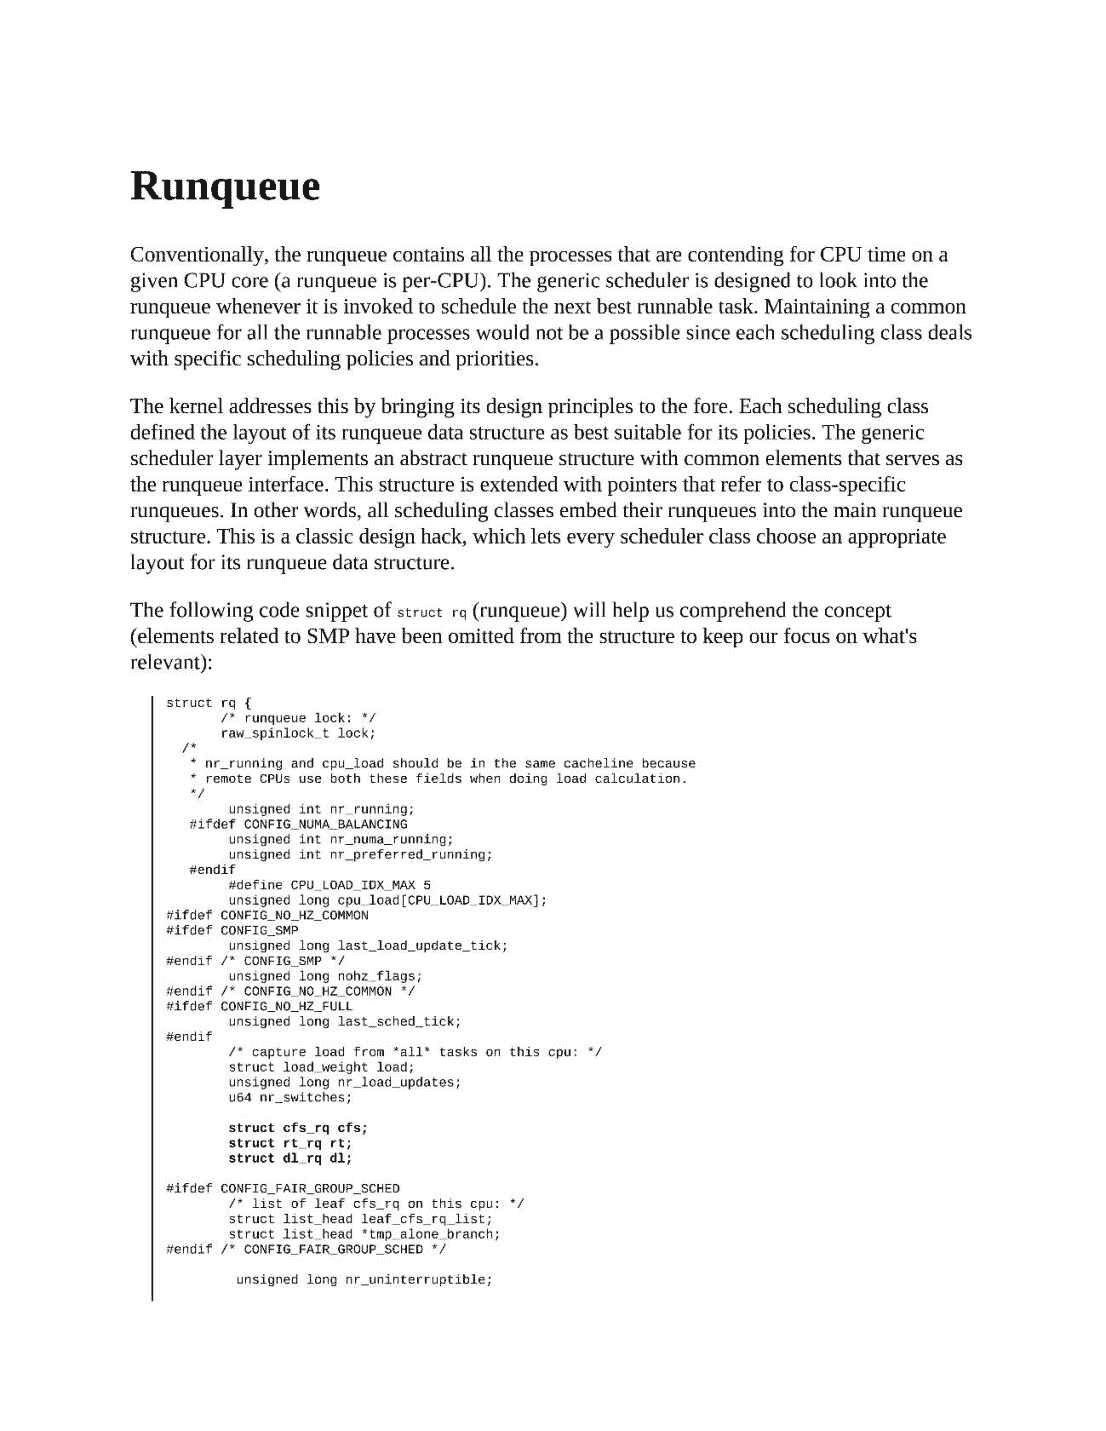 Runqueue
Conventionally, the runqueue contains all the processes that are contending for CPU time on a
given CPU core (a runqueue is per-CPU). The generic scheduler is designed to look into the
runqueue whenever it is invoked to schedule the next best runnable task. Maintaining a common
runqueue for all the runnable processes would not be a possible since each scheduling class deals
with specific scheduling policies and priorities.
The kernel addresses this by bringing its design principles to the fore. Each scheduling class
defined the layout of its runqueue data structure as best suitable for its policies. The generic
scheduler layer implements an abstract runqueue structure with common elements that serves as
the runqueue interface. This structure is extended with pointers that refer to class-specific
runqueues. In other words, all scheduling classes embed their runqueues into the main runqueue
structure. This is a classic design hack, which lets every scheduler class choose an appropriate
layout for its runqueue data structure.
The following code snippet of struct rq (runqueue) will help us comprehend the concept
(elements related to SMP have been omitted from the structure to keep our focus on what's
relevant):
struct rq {
/* runqueue lock: */
raw_spinlock_t lock;
/*
* nr_running and cpu_load should be in the same cacheline because
* remote CPUs use both these fields when doing load calculation.
*/
unsigned int nr_running;
#ifdef CONFIG_NUMA_BALANCING
unsigned int nr_numa_running;
unsigned int nr_preferred_running;
#endif
#define CPU_LOAD_IDX_MAX 5
unsigned long cpu_load[CPU_LOAD_IDX_MAX];
#ifdef CONFIG_NO_HZ_COMMON
#ifdef CONFIG_SMP
unsigned long last_load_update_tick;
#endif /* CONFIG_SMP */
unsigned long nohz_flags;
#endif /* CONFIG_NO_HZ_COMMON */
#ifdef CONFIG_NO_HZ_FULL
unsigned long last_sched_tick;
#endif
/* capture load from *all* tasks on this cpu: */
struct load_weight load;
unsigned long nr_load_updates;
u64 nr_switches;
struct cfs_rq cfs;
struct rt_rq rt;
struct dl_rq dl;
#ifdef CONFIG_FAIR_GROUP_SCHED
/* list of leaf cfs_rq on this cpu: */
struct list_head leaf_cfs_rq_list;
struct list_head *tmp_alone_branch;
#endif /* CONFIG_FAIR_GROUP_SCHED */
unsigned long nr_uninterruptible;